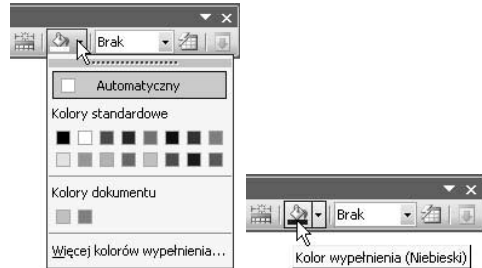 Brak
Automatyczny
Kolory standardowe
Kolory dokumentu
Więcej kolorów wypełnienia...
Brak
Kolor wypełnienia (Niebieski)